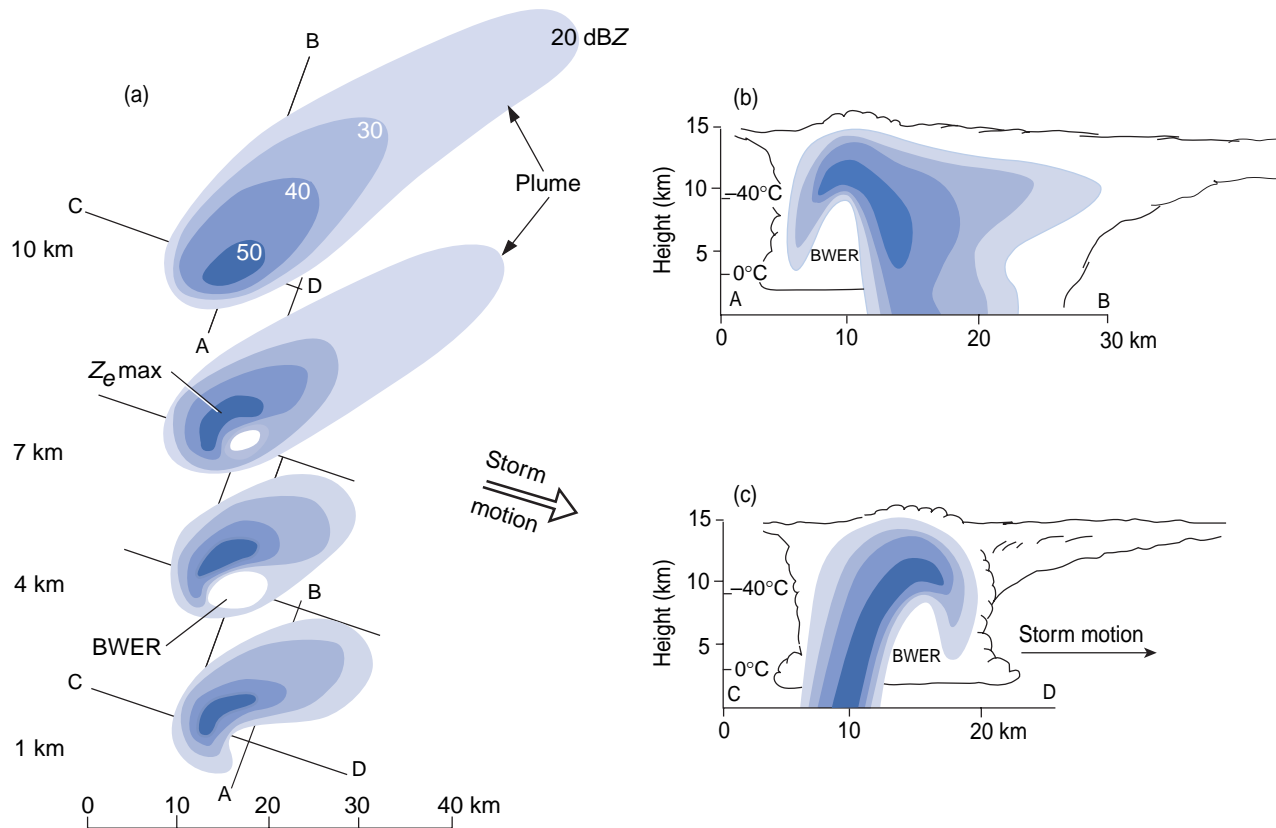 (a)
B
20 dBZ
30
40
50
C
10 km
D
A
Plume
Z_e max
7 km
4 km
BWER
B
C
1 km
D
A
0 10 20 30 40 km
Storm
motion
(b)
15
10
5
Height (km)
–40°C
0°C
BWER
A
B
0 10 20 30 km
(c)
15
10
5
Height (km)
–40°C
0°C
BWER
Storm motion
C
D
0 10 20 km